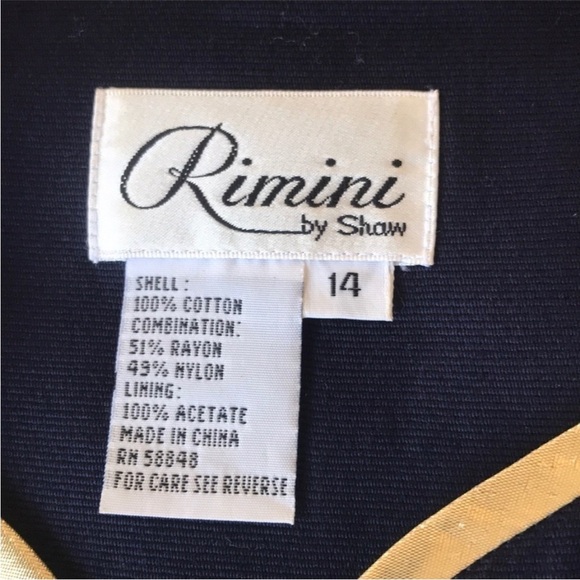 Rimini
by Shaw
14
SHELL :
100% COTTON
COMBINATION:
51% RAYON
49% NYLON
LINING:
100% ACETATE
MADE IN CHINA
RN 58848
FOR CARE SEE REVERSE